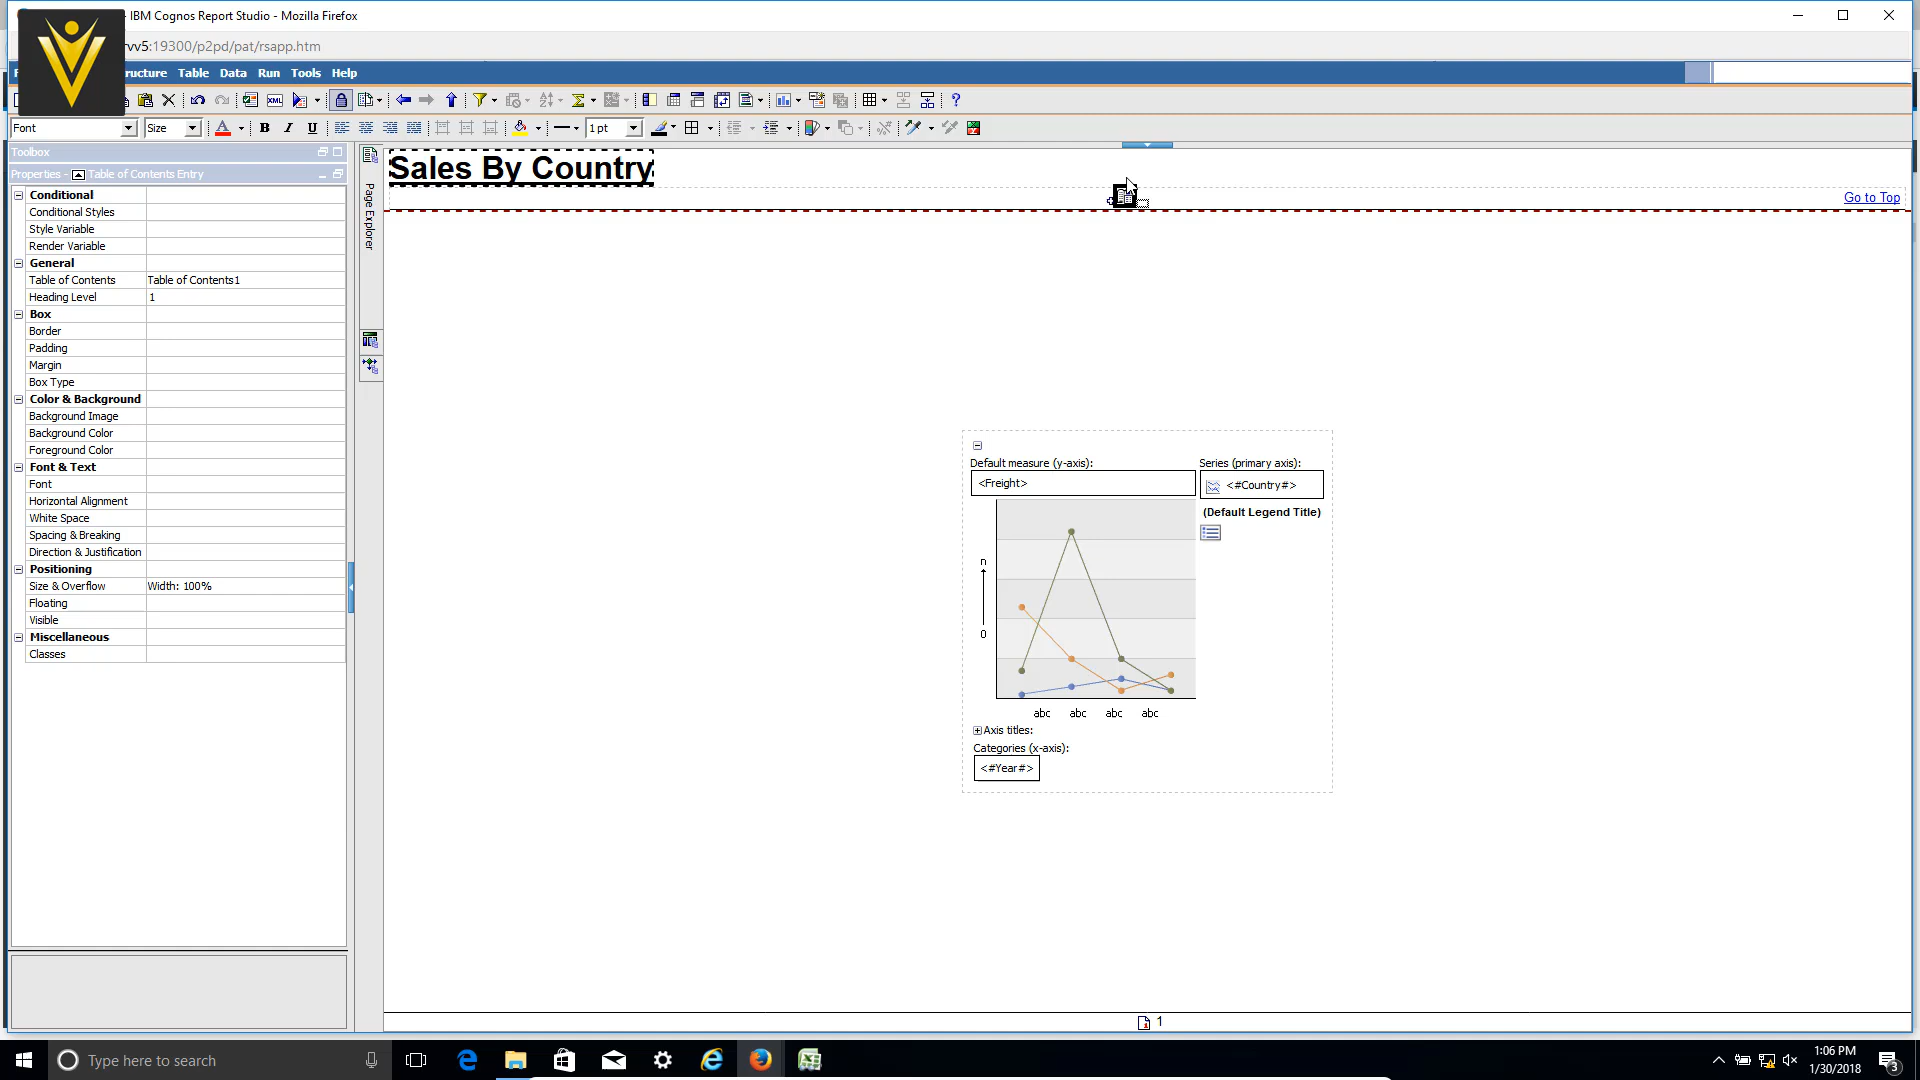 - IBM Cognos Report Studio - Mozilla Firefox
rvv5:19300/p2pd/pat/rsapp.htm
ructure Table Data Run Tools Help
Font Size 1pt
Toolbox
Properties - Table of Contents Entry
Conditional
Conditional Styles
Style Variable
Render Variable
General
Table of Contents Table of Contents1
Heading Level 1
Box
Border
Padding
Margin
Box Type
Color & Background
Background Image
Background Color
Foreground Color
Font & Text
Font
Horizontal Alignment
White Space
Spacing & Breaking
Direction & Justification
Positioning
Size & Overflow Width: 100%
Floating
Visible
Miscellaneous
Classes
Page Explorer
Sales By Country
Go to Top
Default measure (y-axis): Series (primary axis):
<Freight> <#Country#>
(Default Legend Title)
n
0
abc abc abc abc
Axis titles:
Categories (x-axis):
<#Year#>
1
Type here to search
1:06 PM
1/30/2018
3